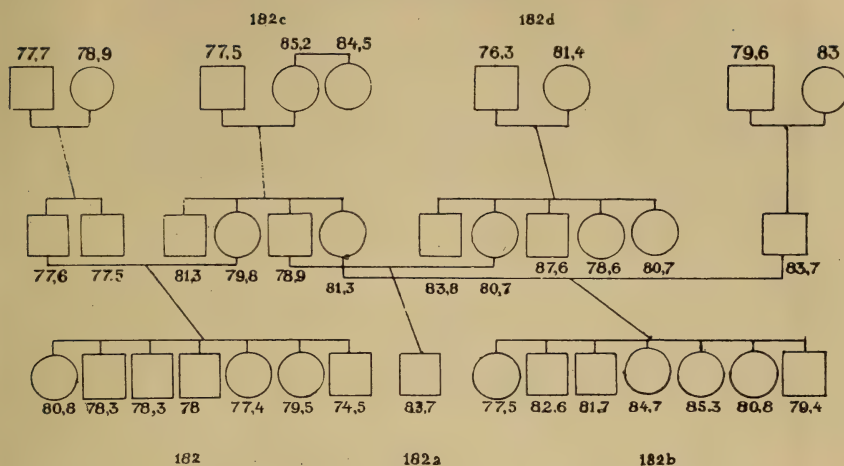 182c 182d
77,7 78,9 77,5 85,2 84,5 76,3 81,4 79,6 83
77,6 77,5 81,3 79,8 78,9 81,3 83,8 80,7 87,6 78,6 80,7 83,7
80,8 78,3 78,3 78 77,4 79,5 74,5 83,7 77,5 82.6 81,7 84,7 85.3 80,8 79,4
182 182a 182b